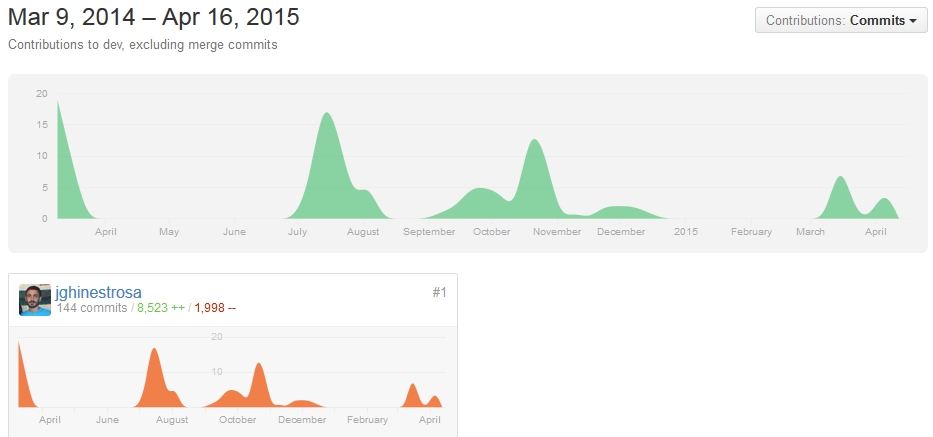 Mar 9, 2014 – Apr 16, 2015
Contributions: Commits
Contributions to dev, excluding merge commits
20
15
10
5
0
April May June July August September October November December 2015 February March April
jghinestrosa #1
144 commits / 8,523 ++ / 1,998 --
20
10
April June August October December February April